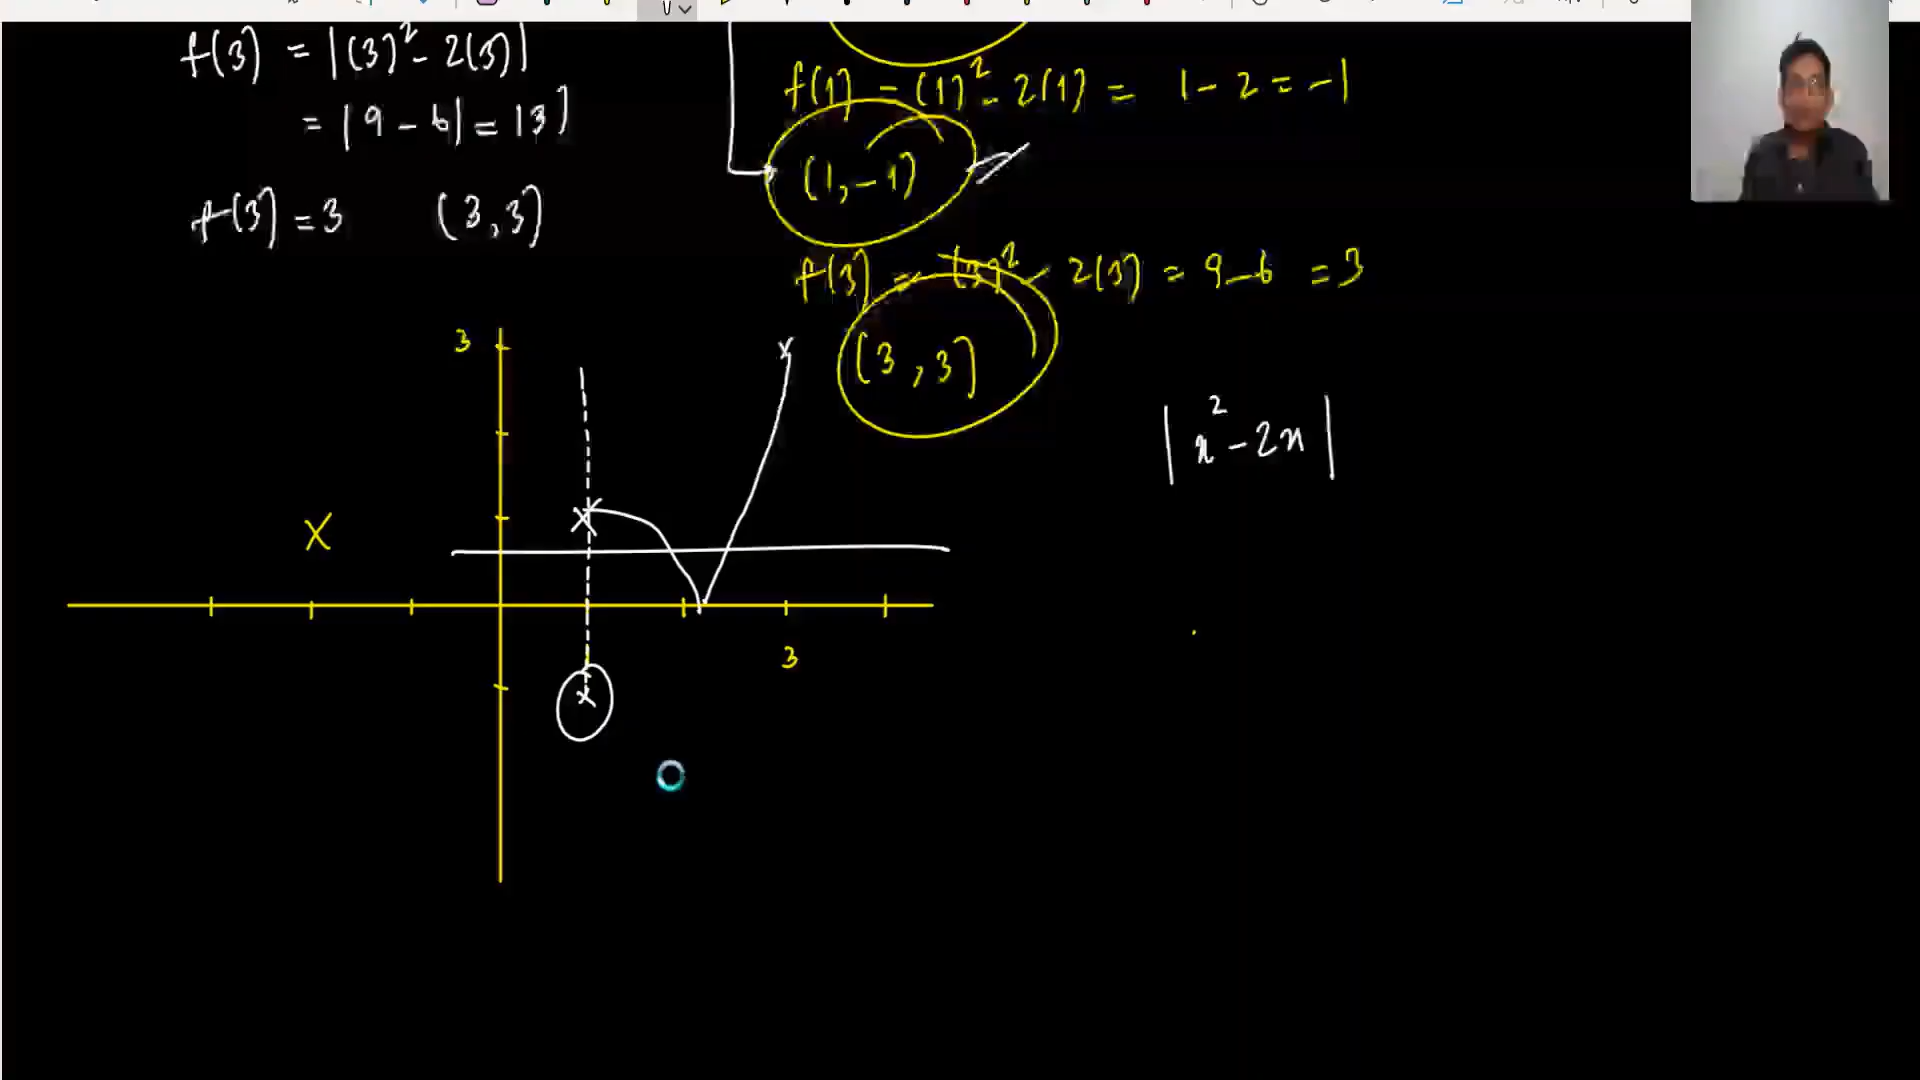 f(3) = |(3)² - 2(3)|
= |9 - 6| = |3|
f(3) = 3 (3,3)
f(1) = (1)² - 2(1) = 1 - 2 = -1
(1,-1)
f(3) = (3)² - 2(3) = 9 - 6 = 3
(3,3)
3
|x² - 2x|
X
3